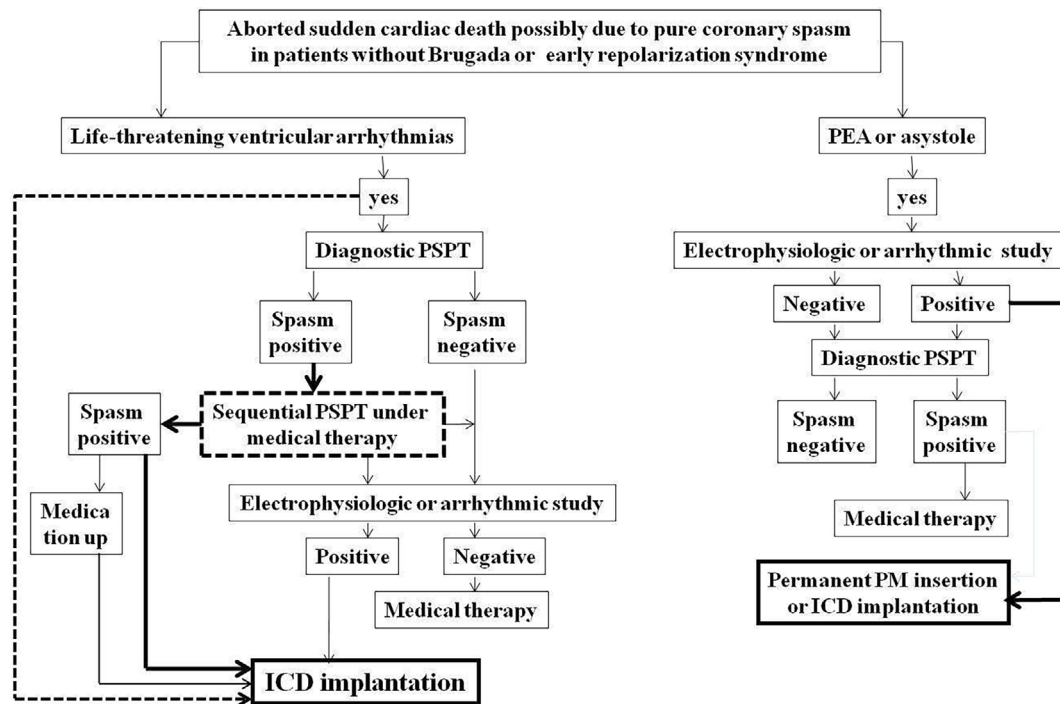 Aborted sudden cardiac death possibly due to pure coronary spasm
in patients without Brugada or early repolarization syndrome
Life-threatening ventricular arrhythmias
yes
Diagnostic PSPT
Spasm
positive
Spasm
negative
Sequential PSPT under
medical therapy
Spasm
positive
Medica
tion up
Electrophysiologic or arrhythmic study
Positive
Negative
Medical therapy
ICD implantation
PEA or asystole
yes
Electrophysiologic or arrhythmic study
Negative
Positive
Diagnostic PSPT
Spasm
negative
Spasm
positive
Medical therapy
Permanent PM insertion
or ICD implantation